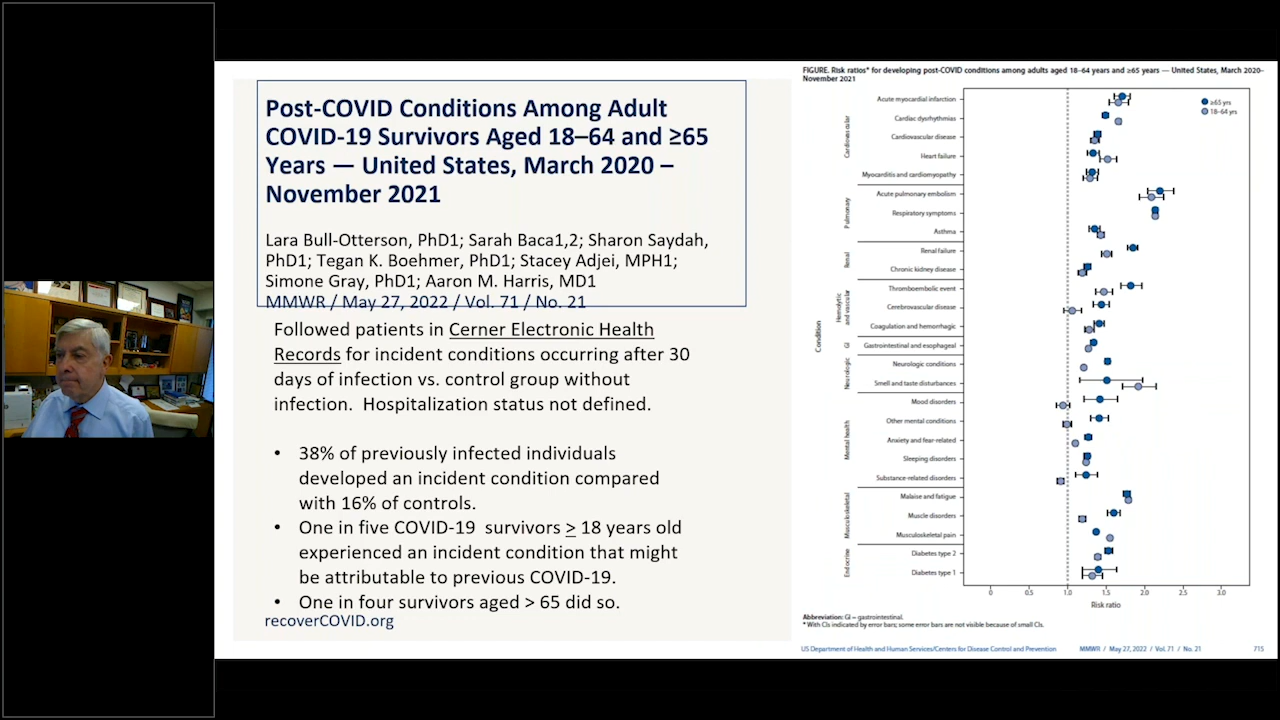 Post-COVID Conditions Among Adult
COVID-19 Survivors Aged 18–64 and ≥65
Years — United States, March 2020 –
November 2021
Lara Bull-Otterson, PhD1; Sarah Baca1,2; Sharon Saydah,
PhD1; Tegan K. Boehmer, PhD1; Stacey Adjei, MPH1;
Simone Gray, PhD1; Aaron M. Harris, MD1
MMWR / May 27, 2022 / Vol. 71 / No. 21
Followed patients in Cerner Electronic Health
Records for incident conditions occurring after 30
days of infection vs. control group without
infection. Hospitalization status not defined.
• 38% of previously infected individuals
developed an incident condition compared
with 16% of controls.
• One in five COVID-19 survivors ≥ 18 years old
experienced an incident condition that might
be attributable to previous COVID-19.
• One in four survivors aged > 65 did so.
recoverCOVID.org
FIGURE. Risk ratios* for developing post-COVID conditions among adults aged 18–64 years and ≥65 years — United States, March 2020–
November 2021
≥65 yrs
18–64 yrs
Condition
Cardiovascular
Acute myocardial infarction
Cardiac dysrhythmias
Cardiovascular disease
Heart failure
Myocarditis and cardiomyopathy
Pulmonary
Acute pulmonary embolism
Respiratory symptoms
Asthma
Renal
Renal failure
Chronic kidney disease
Hemolytic
and vascular
Thromboembolic event
Cerebrovascular disease
Coagulation and hemorrhagic
GI
Gastrointestinal and esophageal
Neurologic
Neurologic conditions
Smell and taste disturbances
Mental health
Mood disorders
Other mental conditions
Anxiety and fear-related
Sleeping disorders
Substance-related disorders
Musculoskeletal
Malaise and fatigue
Muscle disorders
Musculoskeletal pain
Endocrine
Diabetes type 2
Diabetes type 1
0 0.5 1.0 1.5 2.0 2.5 3.0
Risk ratio
Abbreviation: GI = gastrointestinal.
* With CIs indicated by error bars; some error bars are not visible because of small CIs.
US Department of Health and Human Services/Centers for Disease Control and Prevention MMWR / May 27, 2022 / Vol. 71 / No. 21 715